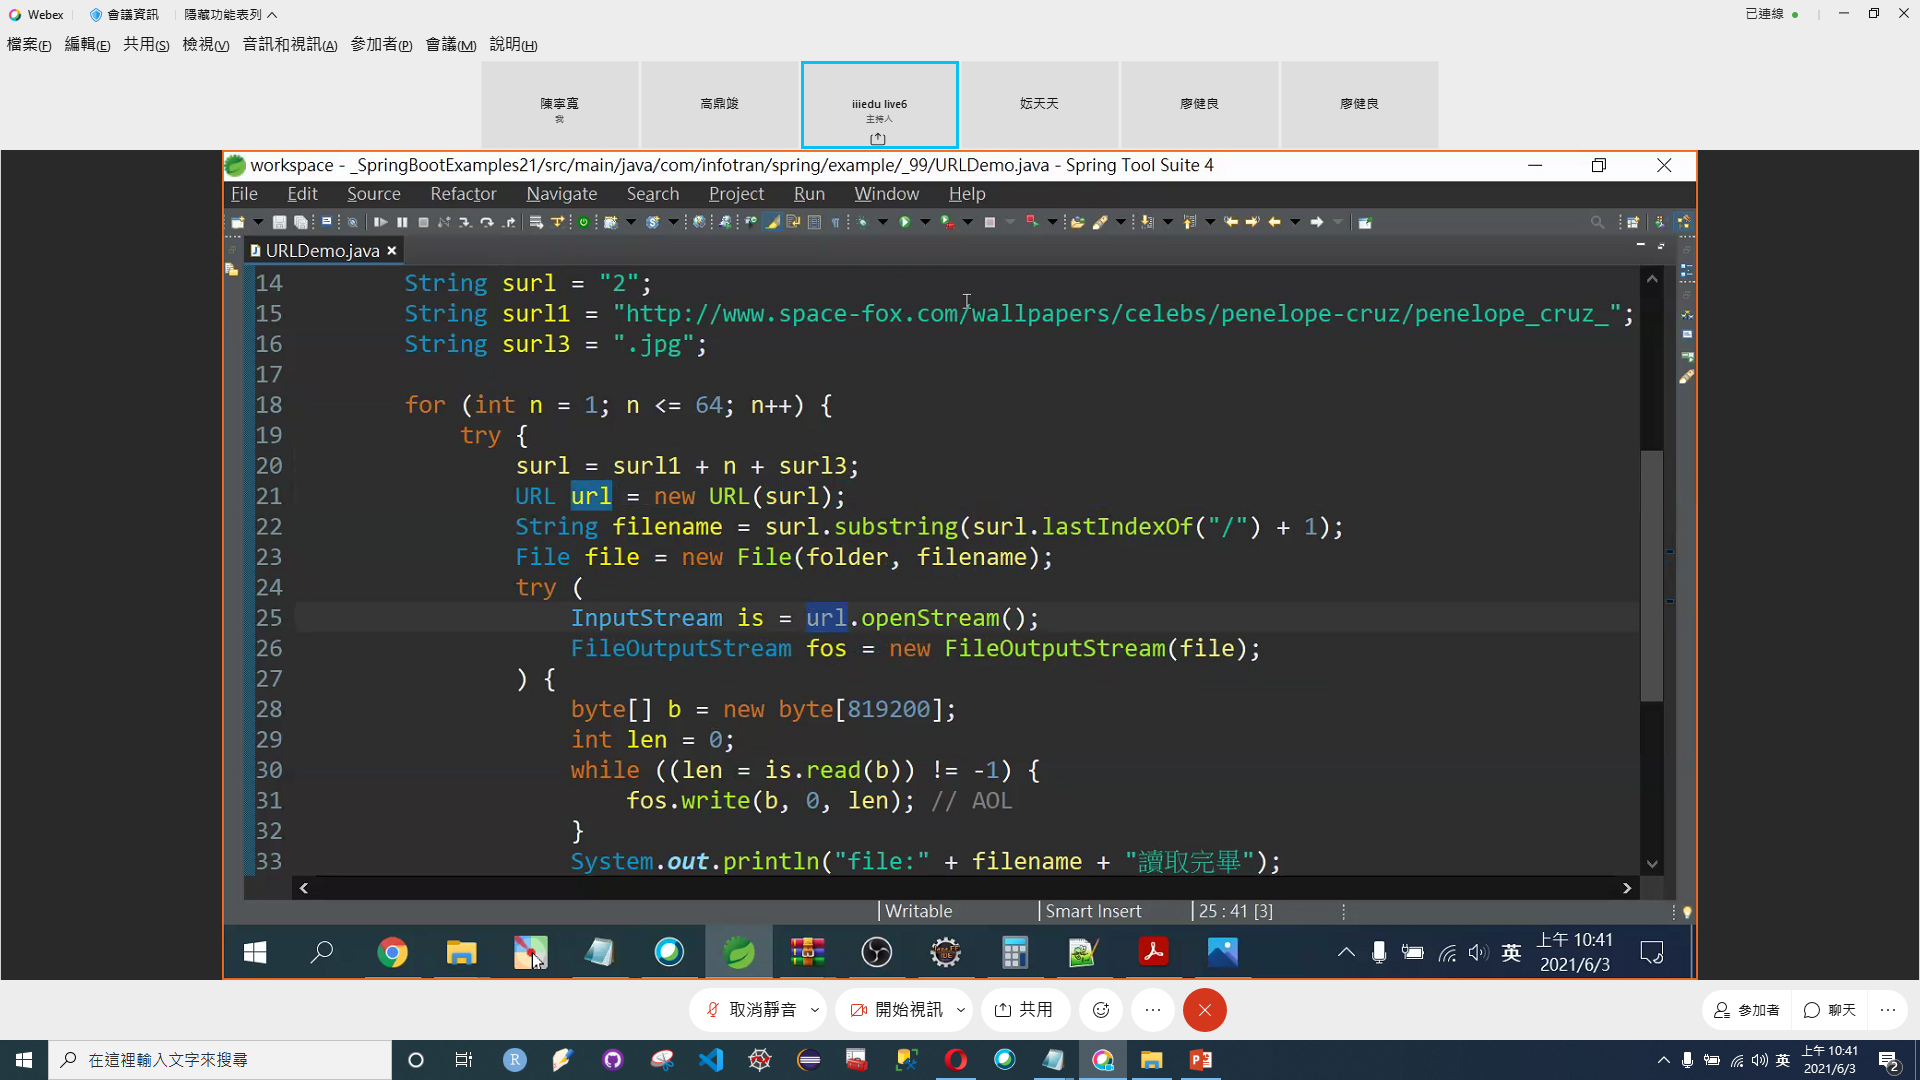 Webex 會議資訊 隱藏功能表列 已連線
檔案(F) 編輯(E) 共用(S) 檢視(V) 音訊和視訊(A) 參加者(P) 會議(M) 說明(H)
陳寧寬 高鼎竣 iiiedu live6 妘天天 廖健良 廖健良
我 主持人
workspace - _SpringBootExamples21/src/main/java/com/infotran/spring/example/_99/URLDemo.java - Spring Tool Suite 4
File Edit Source Refactor Navigate Search Project Run Window Help
URLDemo.java
14 String surl = "2";
15 String surl1 = "http://www.space-fox.com/wallpapers/celebs/penelope-cruz/penelope_cruz_";
16 String surl3 = ".jpg";
17
18 for (int n = 1; n <= 64; n++) {
19 try {
20 surl = surl1 + n + surl3;
21 URL url = new URL(surl);
22 String filename = surl.substring(surl.lastIndexOf("/") + 1);
23 File file = new File(folder, filename);
24 try (
25 InputStream is = url.openStream();
26 FileOutputStream fos = new FileOutputStream(file);
27 ) {
28 byte[] b = new byte[819200];
29 int len = 0;
30 while ((len = is.read(b)) != -1) {
31 fos.write(b, 0, len); // AOL
32 }
33 System.out.println("file:" + filename + "讀取完畢");
Writable Smart Insert 25 : 41 [3]
英 上午 10:41
2021/6/3
取消靜音 開始視訊 共用 參加者 聊天
在這裡輸入文字來搜尋 英 上午 10:41
2021/6/3 2